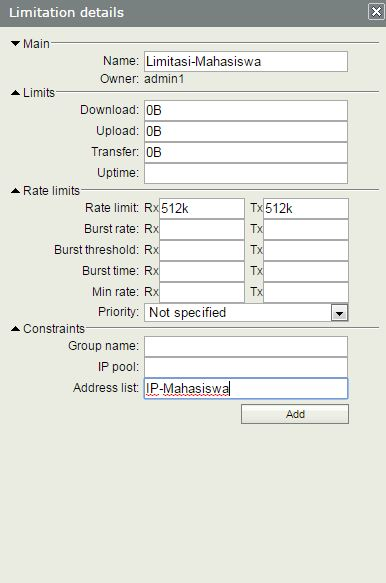 Limitation details
Main
Name: Limitasi-Mahasiswa
Owner: admin1
Limits
Download: 0B
Upload: 0B
Transfer: 0B
Uptime:
Rate limits
Rate limit: Rx 512k Tx 512k
Burst rate: Rx Tx
Burst threshold: Rx Tx
Burst time: Rx Tx
Min rate: Rx Tx
Priority: Not specified
Constraints
Group name:
IP pool:
Address list: IP-Mahasiswa
Add